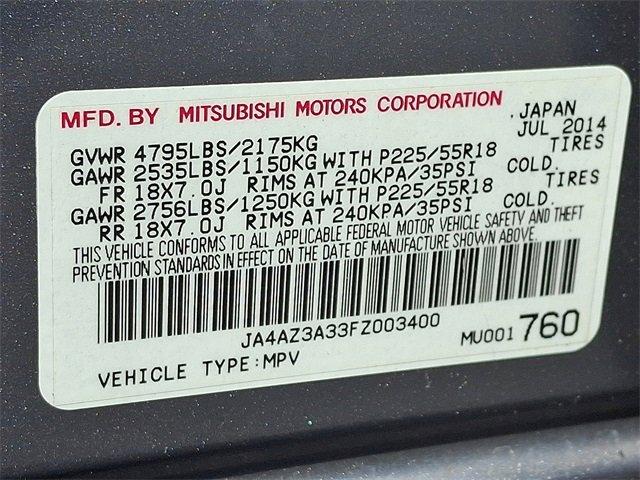 MFD. BY MITSUBISHI MOTORS CORPORATION . JAPAN
JUL 2014
GVWR 4795LBS/2175KG
GAWR 2535LBS/1150KG WITH P225/55R18 TIRES
FR 18X7.0J RIMS AT 240KPA/35PSI COLD.
GAWR 2756LBS/1250KG WITH P225/55R18 TIRES
RR 18X7.0J RIMS AT 240KPA/35PSI COLD.
THIS VEHICLE CONFORMS TO ALL APPLICABLE FEDERAL MOTOR VEHICLE SAFETY AND THEFT
PREVENTION STANDARDS IN EFFECT ON THE DATE OF MANUFACTURE SHOWN ABOVE.
JA4AZ3A33FZ003400
MU001 760
VEHICLE TYPE:MPV